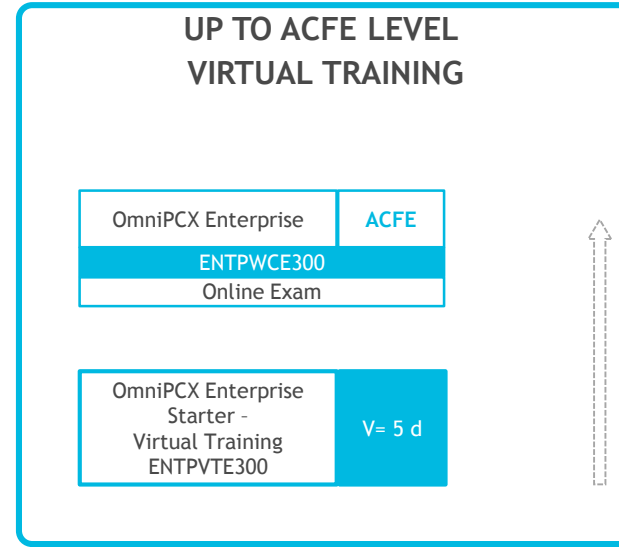 UP TO ACFE LEVEL
VIRTUAL TRAINING
OmniPCX Enterprise
ACFE
ENTPWCE300
Online Exam
OmniPCX Enterprise
Starter –
Virtual Training
ENTPVTE300
V= 5 d